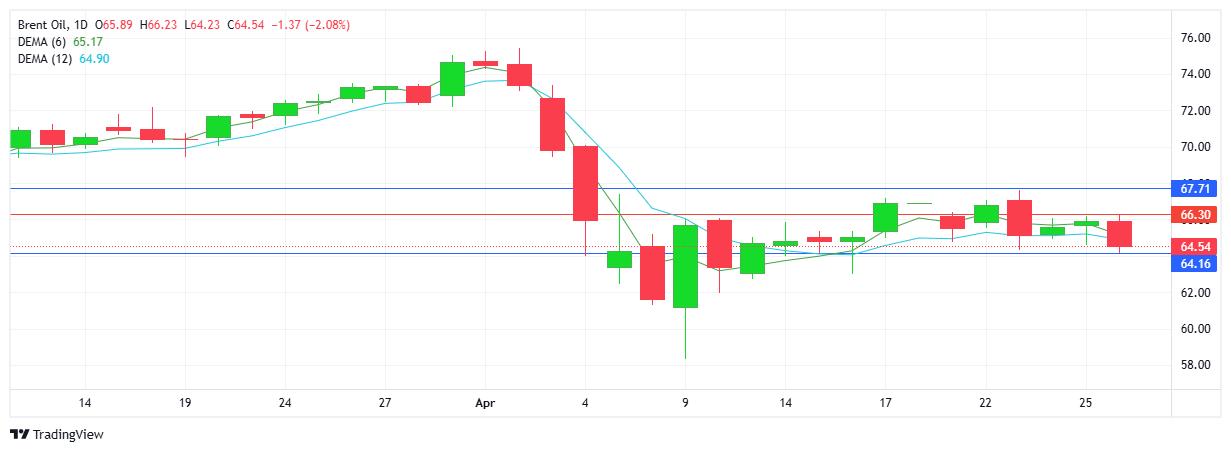 Brent Oil, 1D O65.89 H66.23 L64.23 C64.54 −1.37 (−2.08%)
DEMA (6) 65.17
DEMA (12) 64.90
76.00
74.00
72.00
70.00
67.71
66.30
64.54
64.16
62.00
60.00
58.00
14 19 24 27 Apr 4 9 14 17 22 25
TradingView